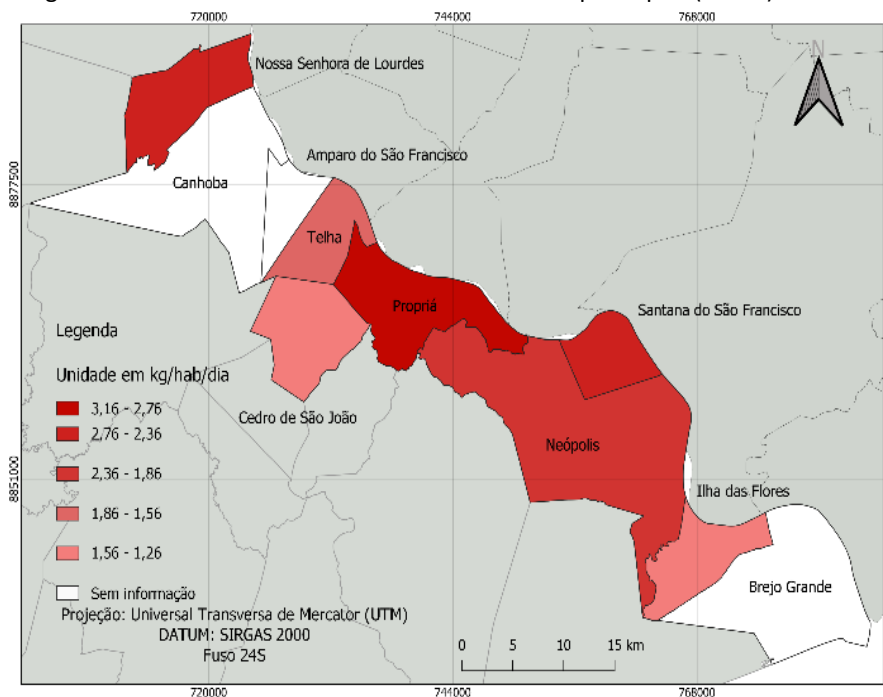 720000 744000 768000
N
Nossa Senhora de Lourdes
Amparo do São Francisco
8877500
Canhoba
Telha
Propriá
Santana do São Francisco
Legenda
Unidade em kg/hab/dia
3,16 - 2,76
2,76 - 2,36
2,36 - 1,86
1,86 - 1,56
1,56 - 1,26
Sem informação
Cedro de São João
Neópolis
8851000
Ilha das Flores
Brejo Grande
Projeção: Universal Transversa de Mercator (UTM)
DATUM: SIRGAS 2000
Fuso 24S
0 5 10 15 km
720000 744000 768000